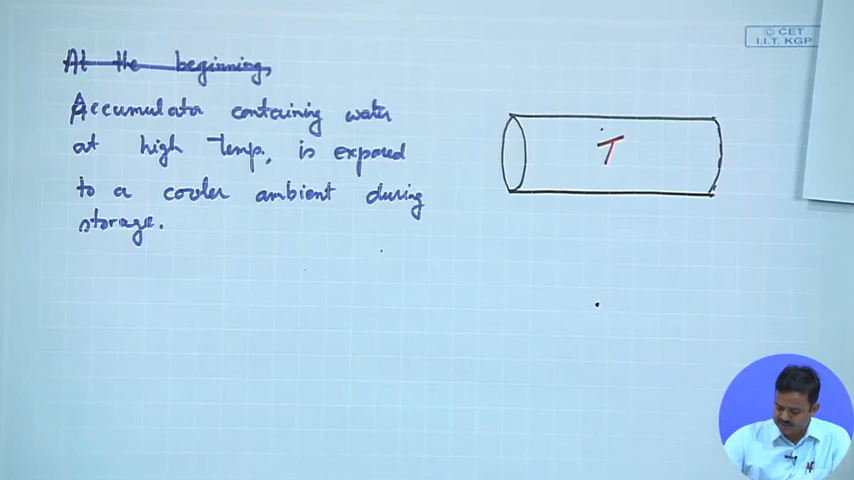 At the beginning,
Accumulator containing water
at high Temp, is exposed
to a cooler ambient during
storage.
T
© CET
I.I.T. KGP